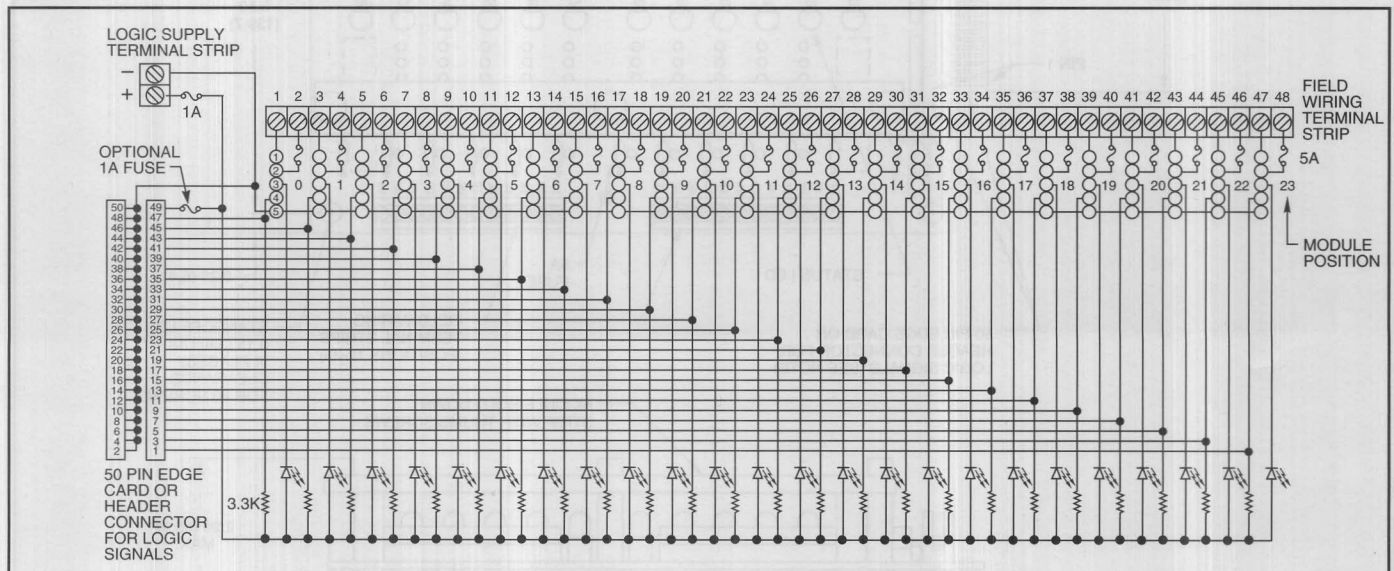 LOGIC SUPPLY
TERMINAL STRIP
−
+
1A
1 2 3 4 5 6 7 8 9 10 11 12 13 14 15 16 17 18 19 20 21 22 23 24 25 26 27 28 29 30 31 32 33 34 35 36 37 38 39 40 41 42 43 44 45 46 47 48
FIELD
WIRING
TERMINAL
STRIP
OPTIONAL
1A FUSE
5A
1
2
3
4
5
0 1 2 3 4 5 6 7 8 9 10 11 12 13 14 15 16 17 18 19 20 21 22 23
MODULE
POSITION
50 49
48 47
46 45
44 43
42 41
40 39
38 37
36 35
34 33
32 31
30 29
28 27
26 25
24 23
22 21
20 19
18 17
16 15
14 13
12 11
10 9
8 7
6 5
4 3
2 1
50 PIN EDGE
CARD OR
HEADER
CONNECTOR
FOR LOGIC
SIGNALS
3.3K
STATUS LED